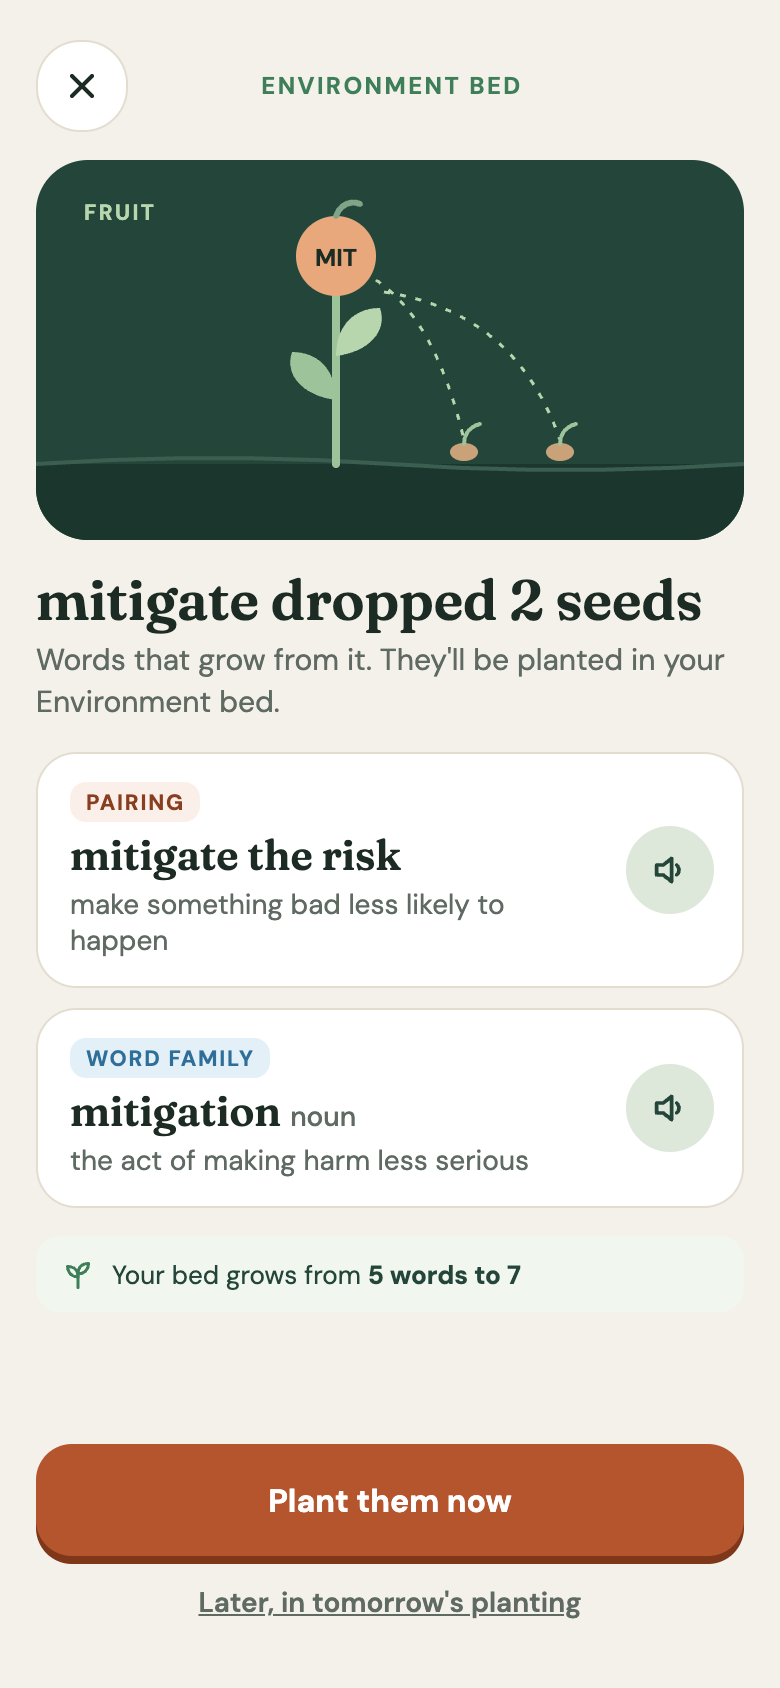 ENVIRONMENT BED
FRUIT
MIT
mitigate dropped 2 seeds
Words that grow from it. They'll be planted in your
Environment bed.
PAIRING
mitigate the risk
make something bad less likely to
happen
WORD FAMILY
mitigation noun
the act of making harm less serious
Your bed grows from 5 words to 7
Plant them now
Later, in tomorrow's planting